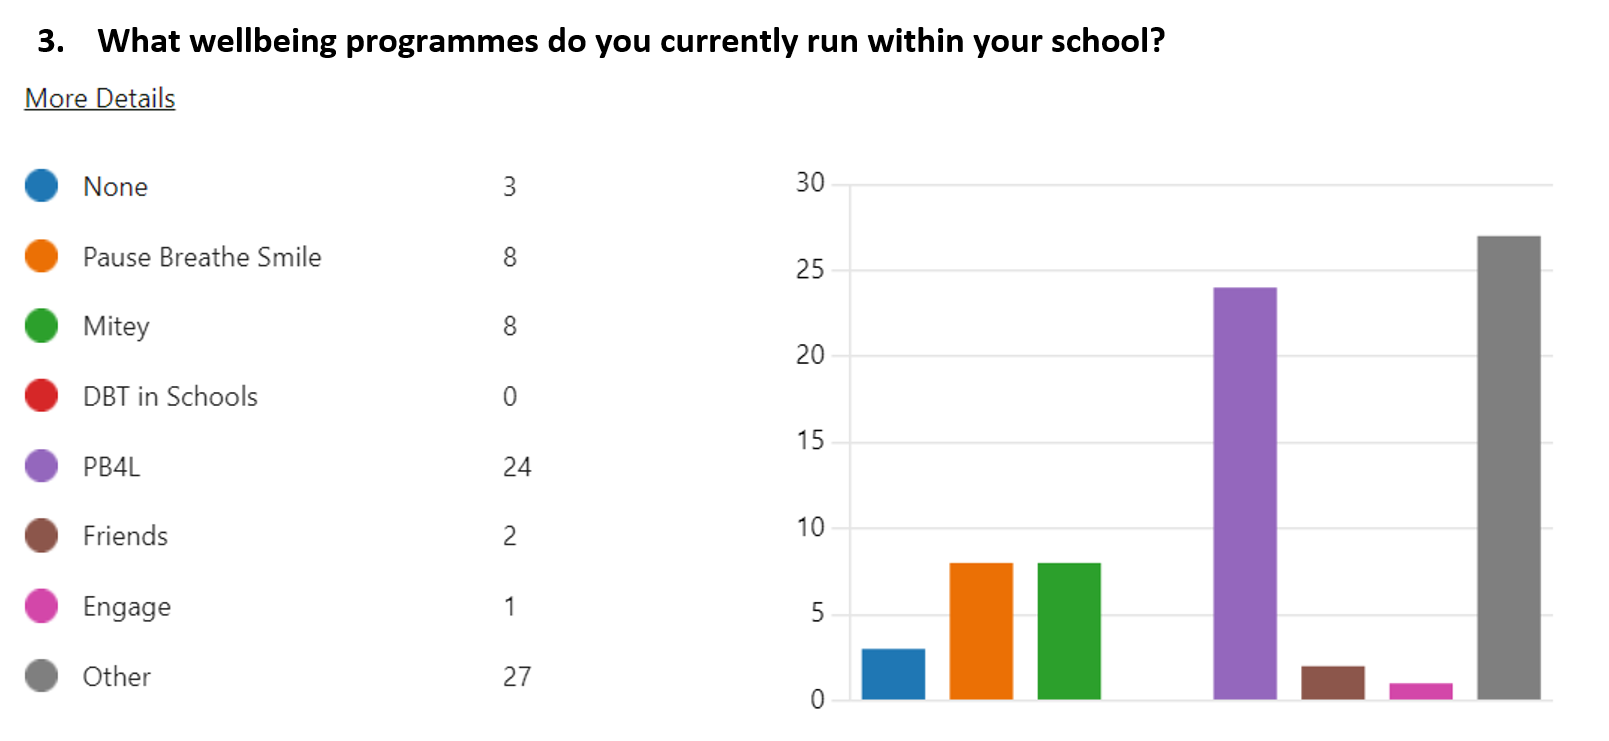 3. What wellbeing programmes do you currently run within your school?
More Details
None 3
Pause Breathe Smile 8
Mitey 8
DBT in Schools 0
PB4L 24
Friends 2
Engage 1
Other 27
30
25
20
15
10
5
0